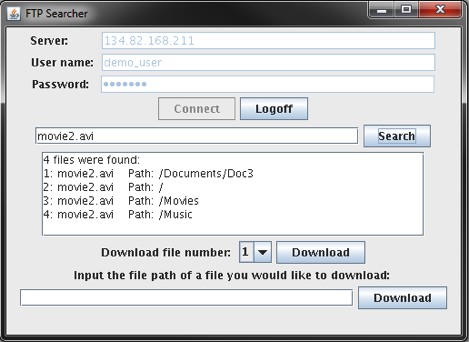 FTP Searcher
Server: 134.82.168.211
User name: demo_user
Password: ●●●●●●●
Connect Logoff
movie2.avi Search
4 files were found:
1: movie2.avi Path: /Documents/Doc3
2: movie2.avi Path: /
3: movie2.avi Path: /Movies
4: movie2.avi Path: /Music
Download file number: 1 Download
Input the file path of a file you would like to download:
Download